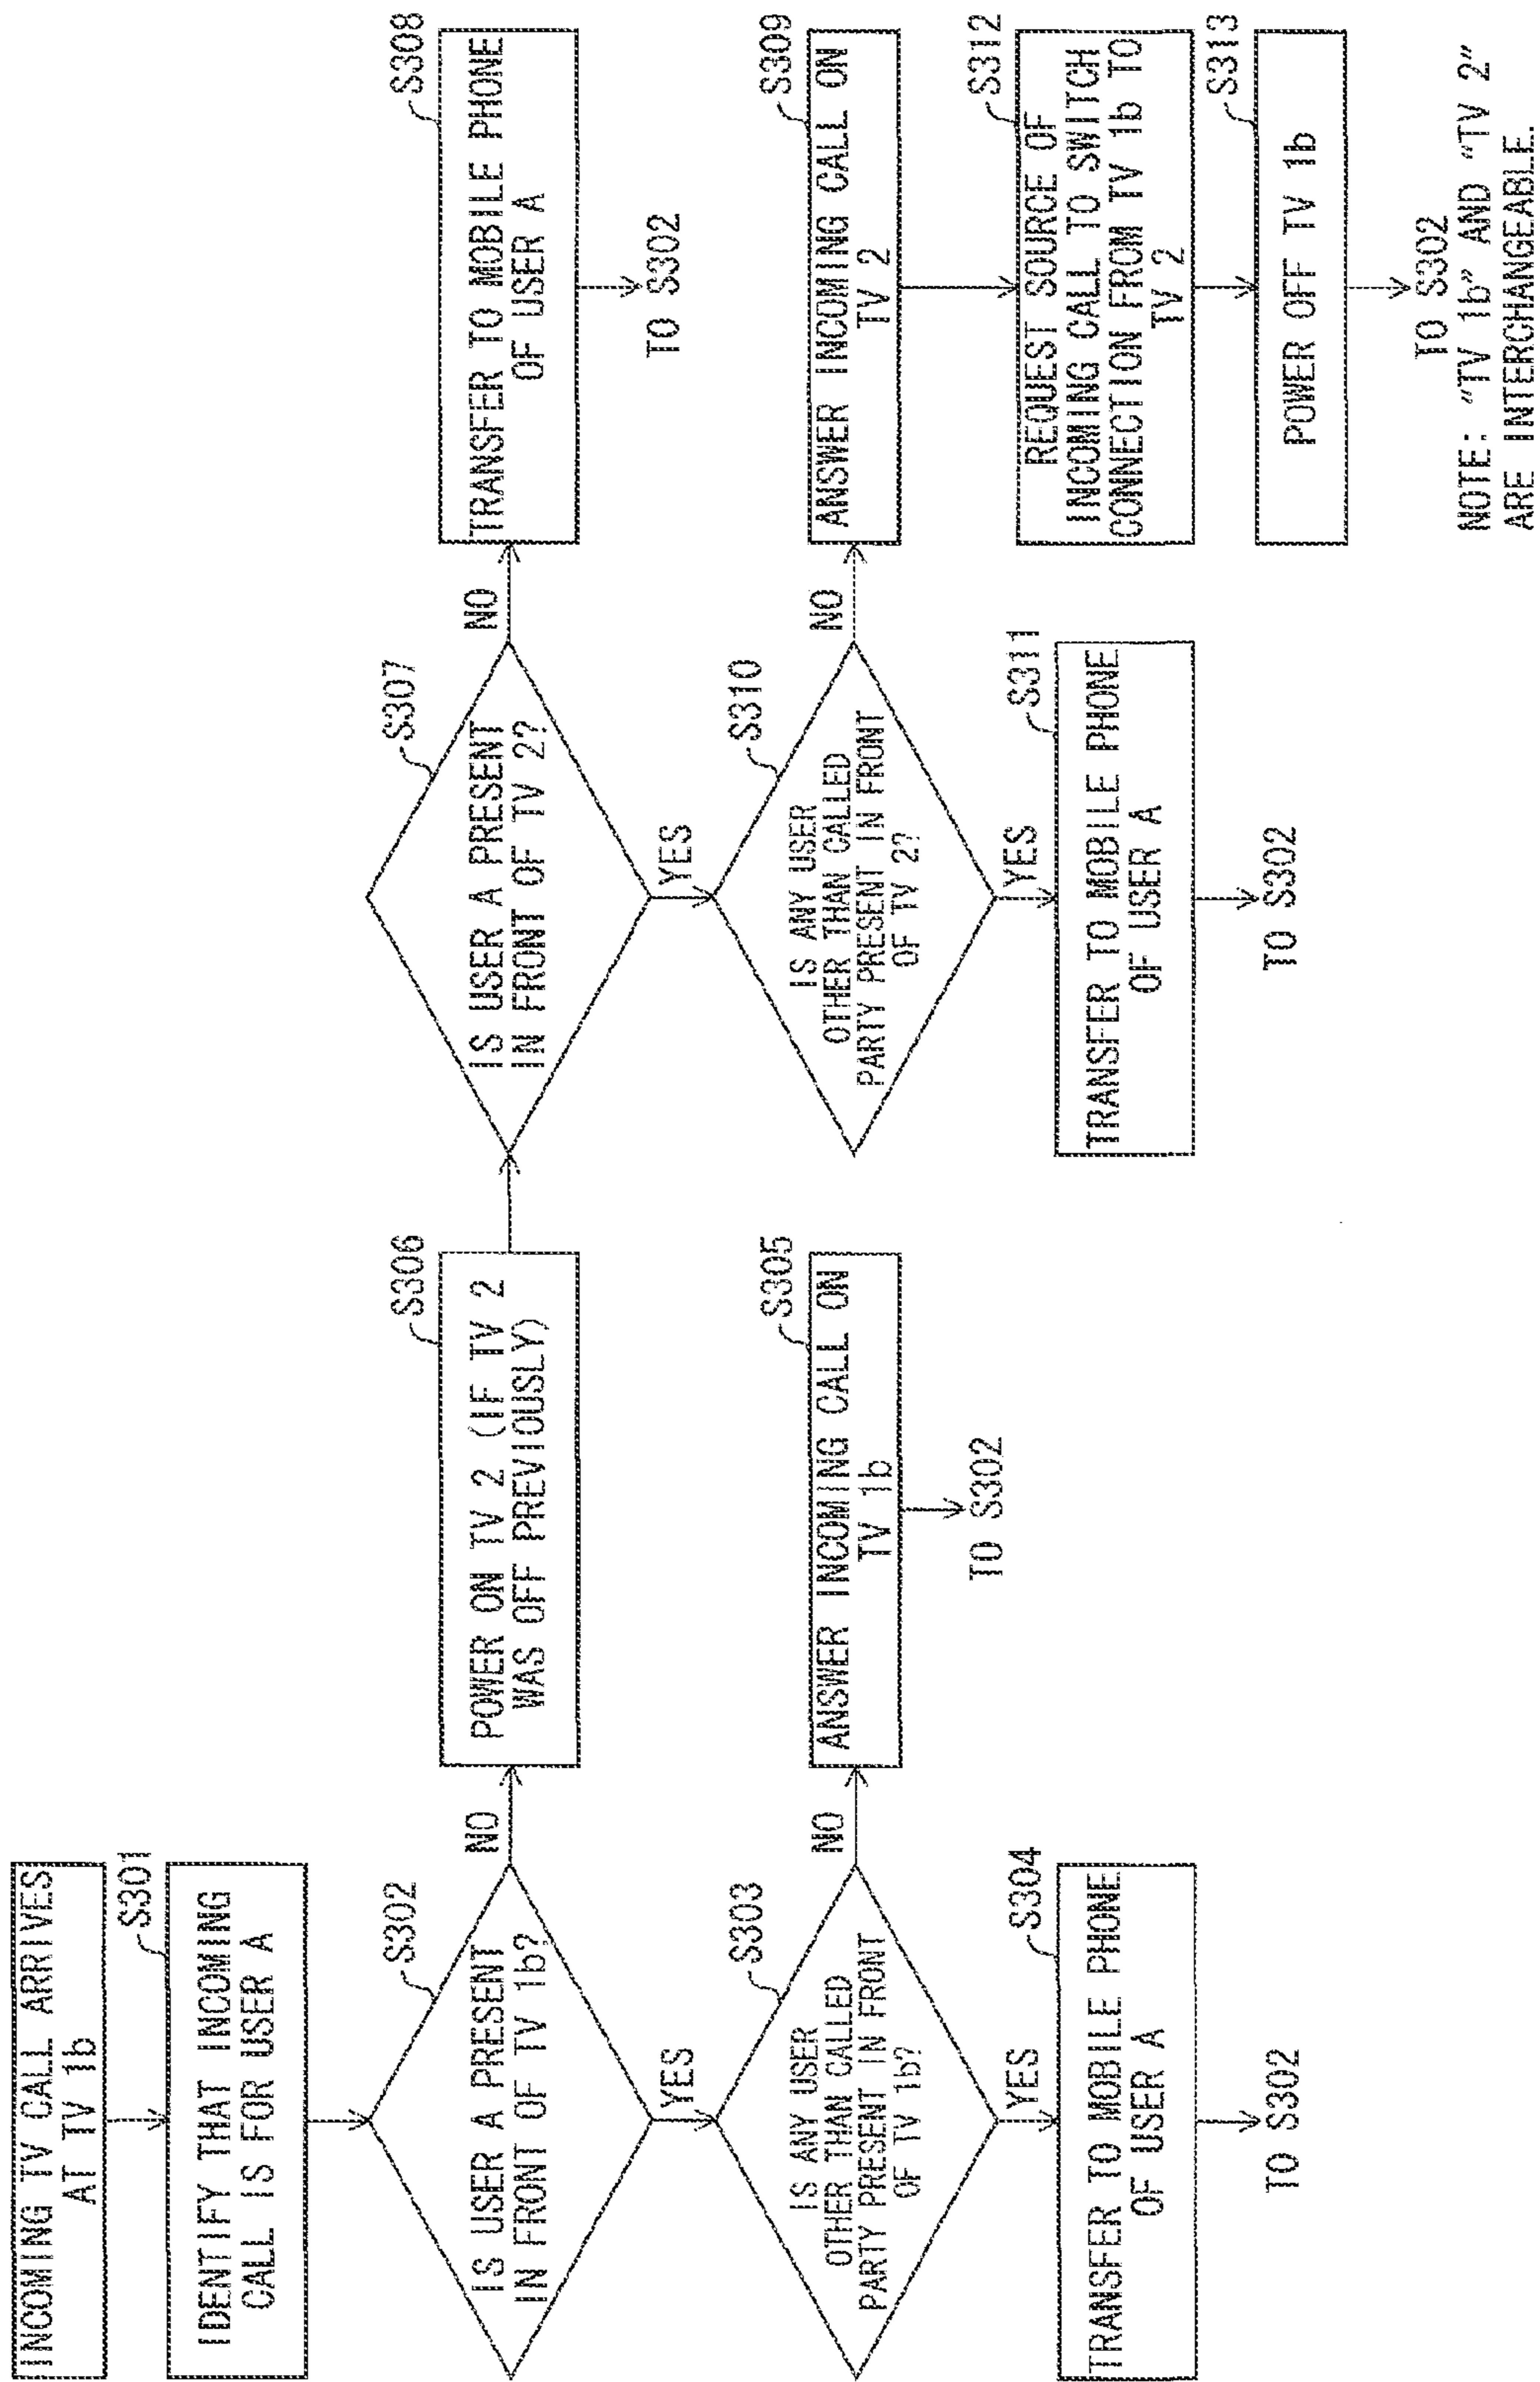 INCOMING TV CALL ARRIVES
AT TV 1b
S301
IDENTIFY THAT INCOMING
CALL IS FOR USER A
S302
IS USER A PRESENT
IN FRONT OF TV 1b?
NO
YES
S303
IS ANY USER
OTHER THAN CALLED
PARTY PRESENT IN FRONT
OF TV 1b?
NO
YES
S304
TRANSFER TO MOBILE PHONE
OF USER A
TO S302
S305
ANSWER INCOMING CALL ON
TV 1b
TO S302
S306
POWER ON TV 2 (IF TV 2
WAS OFF PREVIOUSLY)
S307
IS USER A PRESENT
IN FRONT OF TV 2?
NO
YES
S308
TRANSFER TO MOBILE PHONE
OF USER A
TO S302
S310
IS ANY USER
OTHER THAN CALLED
PARTY PRESENT IN FRONT
OF TV 2?
NO
YES
S311
TRANSFER TO MOBILE PHONE
OF USER A
TO S302
S309
ANSWER INCOMING CALL ON
TV 2
S312
REQUEST SOURCE OF
INCOMING CALL TO SWITCH
CONNECTION FROM TV 1b TO
TV 2
S313
POWER OFF TV 1b
TO S302
NOTE: "TV 1b" AND "TV 2"
ARE INTERCHANGEABLE.